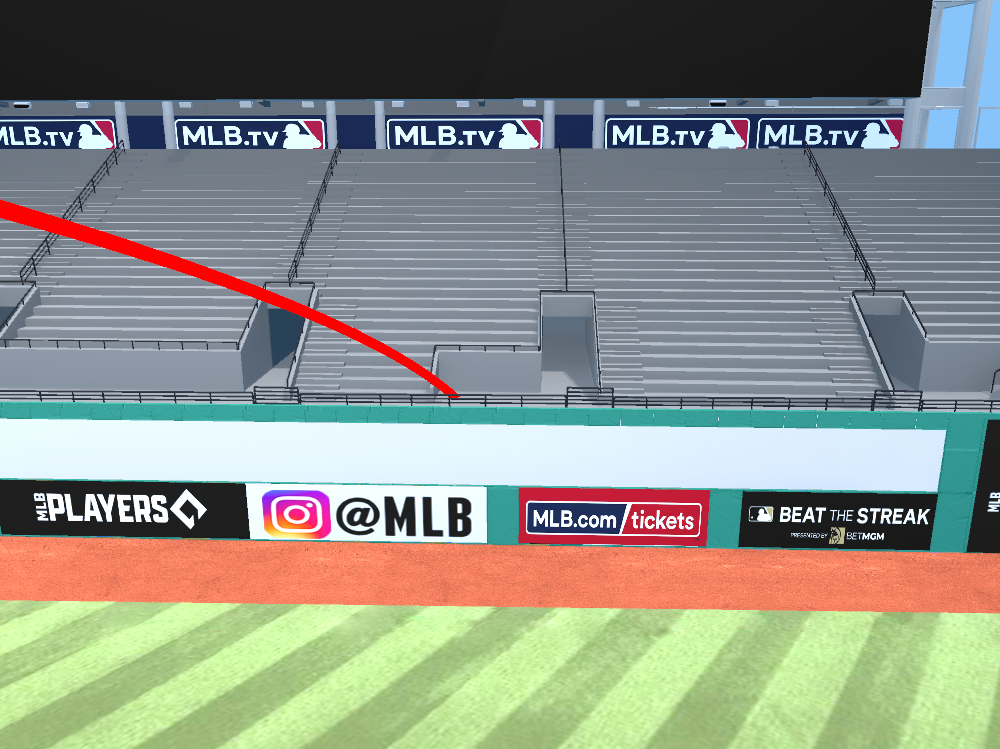 MLB.TV MLB.TV MLB.TV MLB.TV MLB.TV
MLB PLAYERS
@MLB
MLB.com/tickets
BEAT THE STREAK
PRESENTED BY BETMGM
MLB